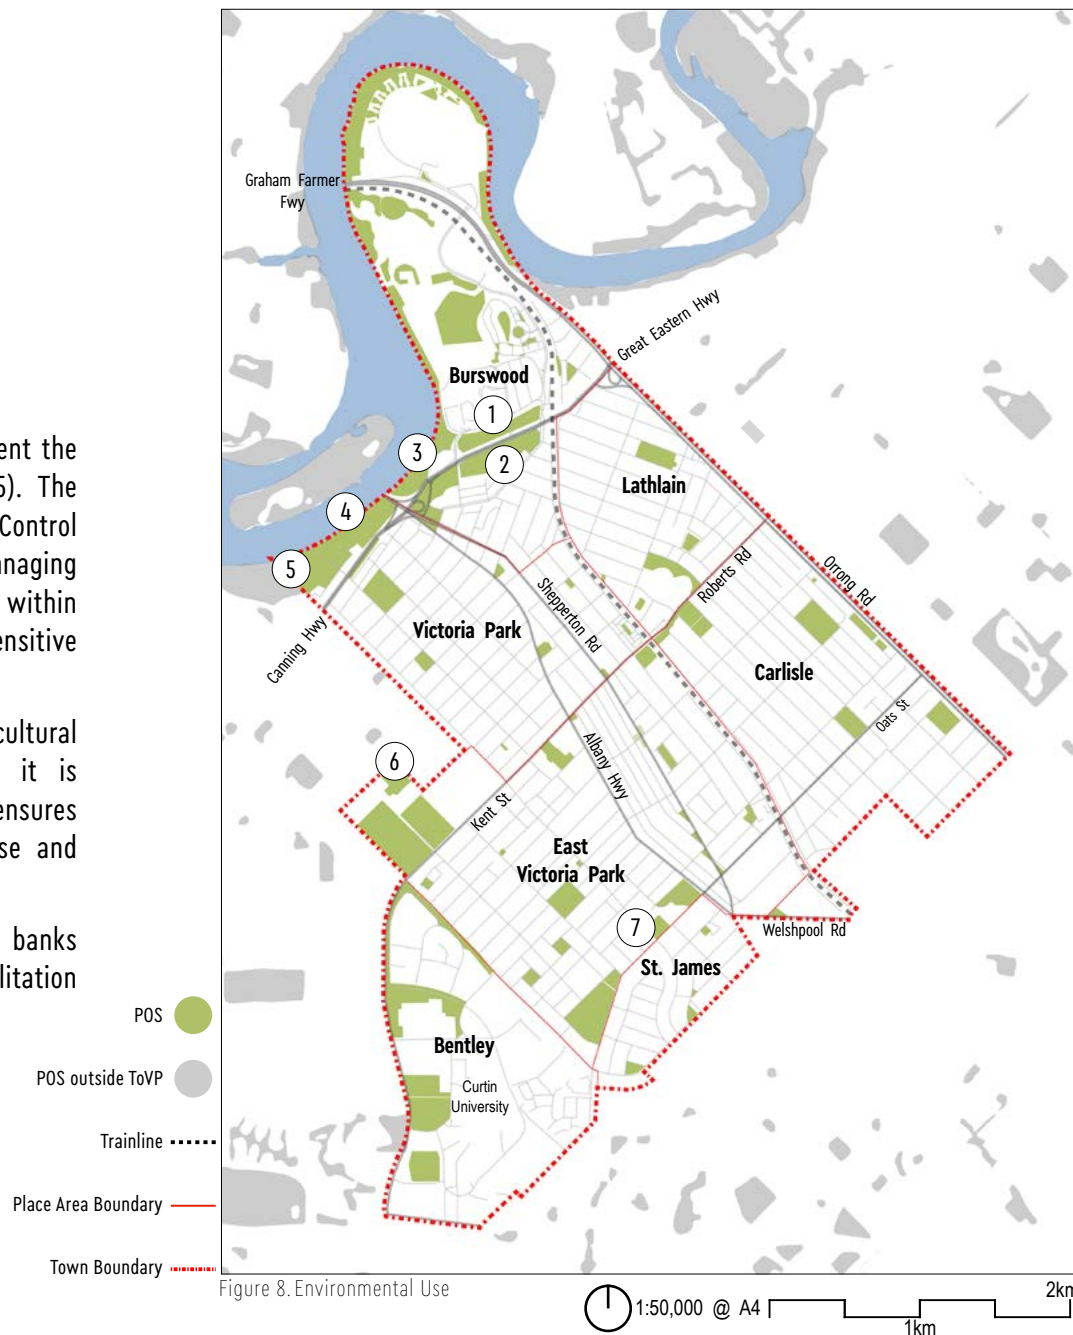 ent the
5). The
Control
anaging
within
ensitive
cultural
it is
ensures
se and
banks
litation
POS
POS outside ToVP
Trainline
Place Area Boundary
Town Boundary
Graham Farmer
Fwy
Great Eastern Hwy
Burswood
1
2
3
4
5
Lathlain
Roberts Rd
Orrong Rd
Shepperton Rd
Canning Hwy
Victoria Park
Carlisle
Oats St
6
Albany Hwy
Kent St
East
Victoria Park
7
Welshpool Rd
St. James
Bentley
Curtin
University
Figure 8. Environmental Use
1:50,000 @ A4
1km
2km